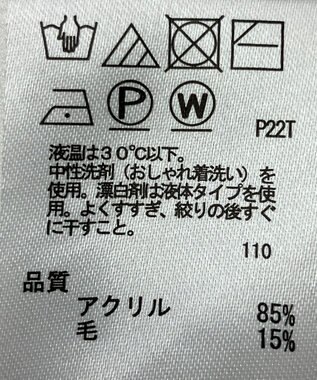 P W
P22T
液温は30℃以下。
中性洗剤（おしゃれ着洗い）を
使用。漂白剤は液体タイプを使
用。よくすすぎ、絞りの後すぐ
に干すこと。
110
品質
アクリル 85%
毛 15%